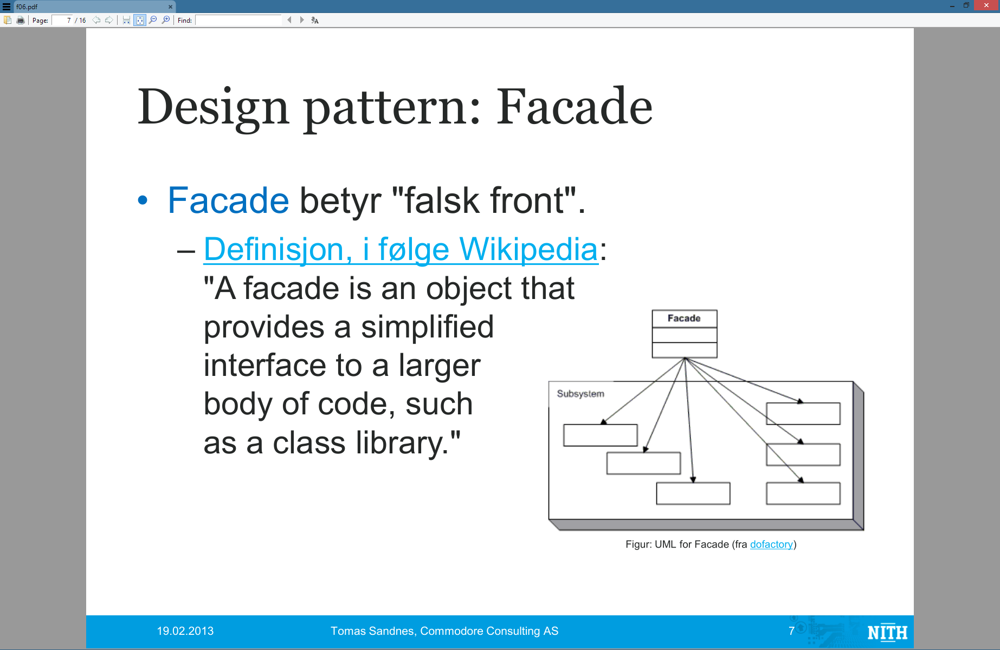 f06.pdf
Page: 7 / 16 Find:
Design pattern: Facade
• Facade betyr "falsk front".
– Definisjon, i følge Wikipedia:
"A facade is an object that
provides a simplified
interface to a larger
body of code, such
as a class library."
Facade
Subsystem
Figur: UML for Facade (fra dofactory)
19.02.2013 Tomas Sandnes, Commodore Consulting AS 7 NITH